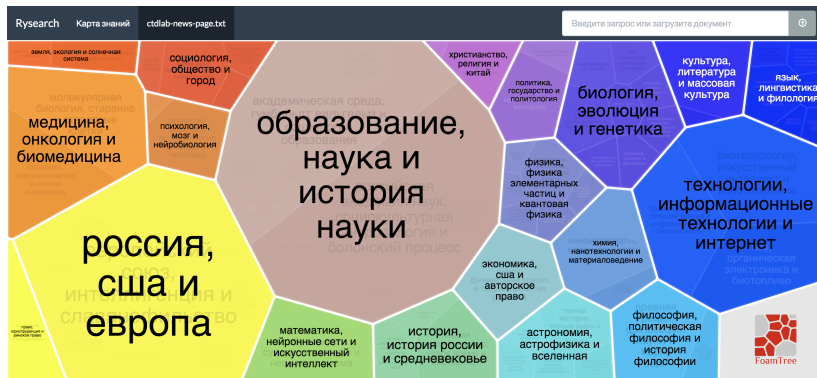 Rysearch
Карта знаний
ctdlab-news-page.txt
Введите запрос или загрузите документ
земля, экология и солнечная
система
социология,
общество и
город
христианство,
религия и
китай
политика,
государство и
политология
биология,
эволюция
и генетика
культура,
литература
и массовая
культура
язык,
лингвистика
и филология
медицина,
онкология и
биомедицина
психология,
мозг и
нейробиология
образование,
наука и
история
науки
физика,
физика
элементарных
частиц и
квантовая
физика
технологии,
информационные
технологии и
интернет
россия,
сша и
европа
экономика,
сша и
авторское
право
химия,
нанотехнологии и
материаловедение
математика,
нейронные сети и
искусственный
интеллект
история,
история россии
и средневековье
астрономия,
астрофизика и
вселенная
философия,
политическая
философия и
история
философии
FoamTree